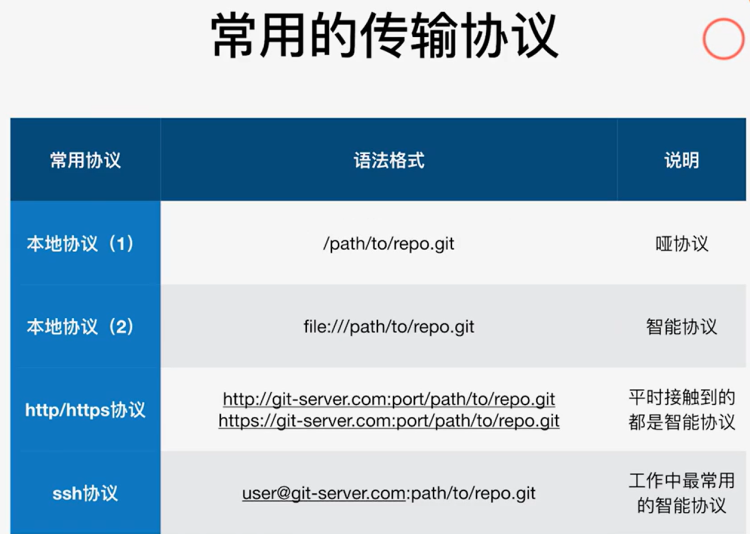 常用的传输协议
常用协议 语法格式 说明
本地协议（1） /path/to/repo.git 哑协议
本地协议（2） file:///path/to/repo.git 智能协议
http/https协议
http://git-server.com:port/path/to/repo.git
https://git-server.com:port/path/to/repo.git
平时接触到的
都是智能协议
ssh协议 user@git-server.com:path/to/repo.git
工作中最常用
的智能协议